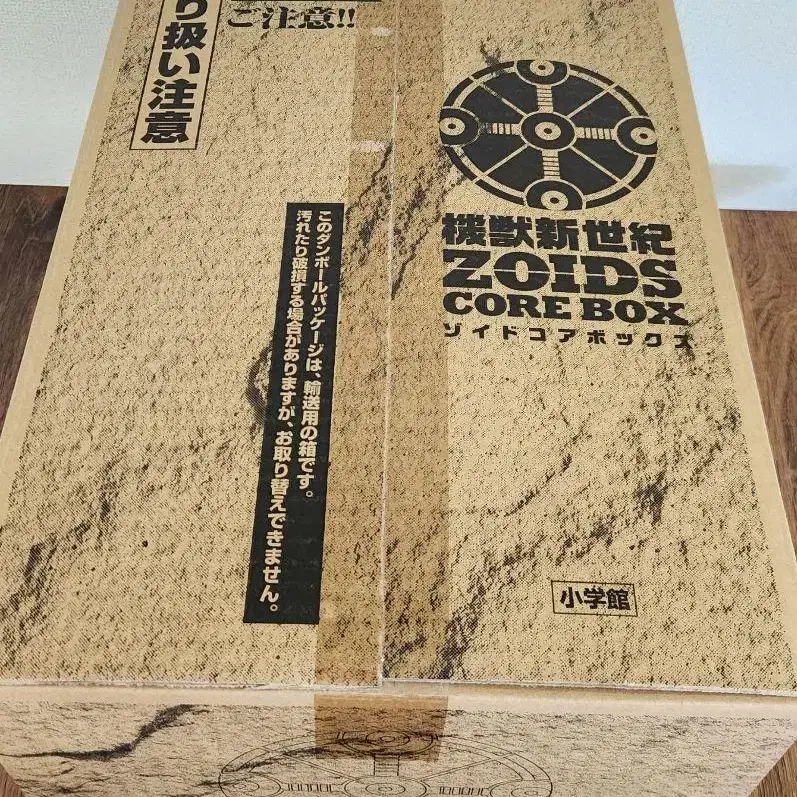 り扱い注意
ご注意!!
機獣新世紀
ZOIDS
CORE BOX
ゾイドコアボックス
このダンボールパッケージは、輸送用の箱です。
汚れたり破損する場合がありますが、お取り替えできません。
小学館